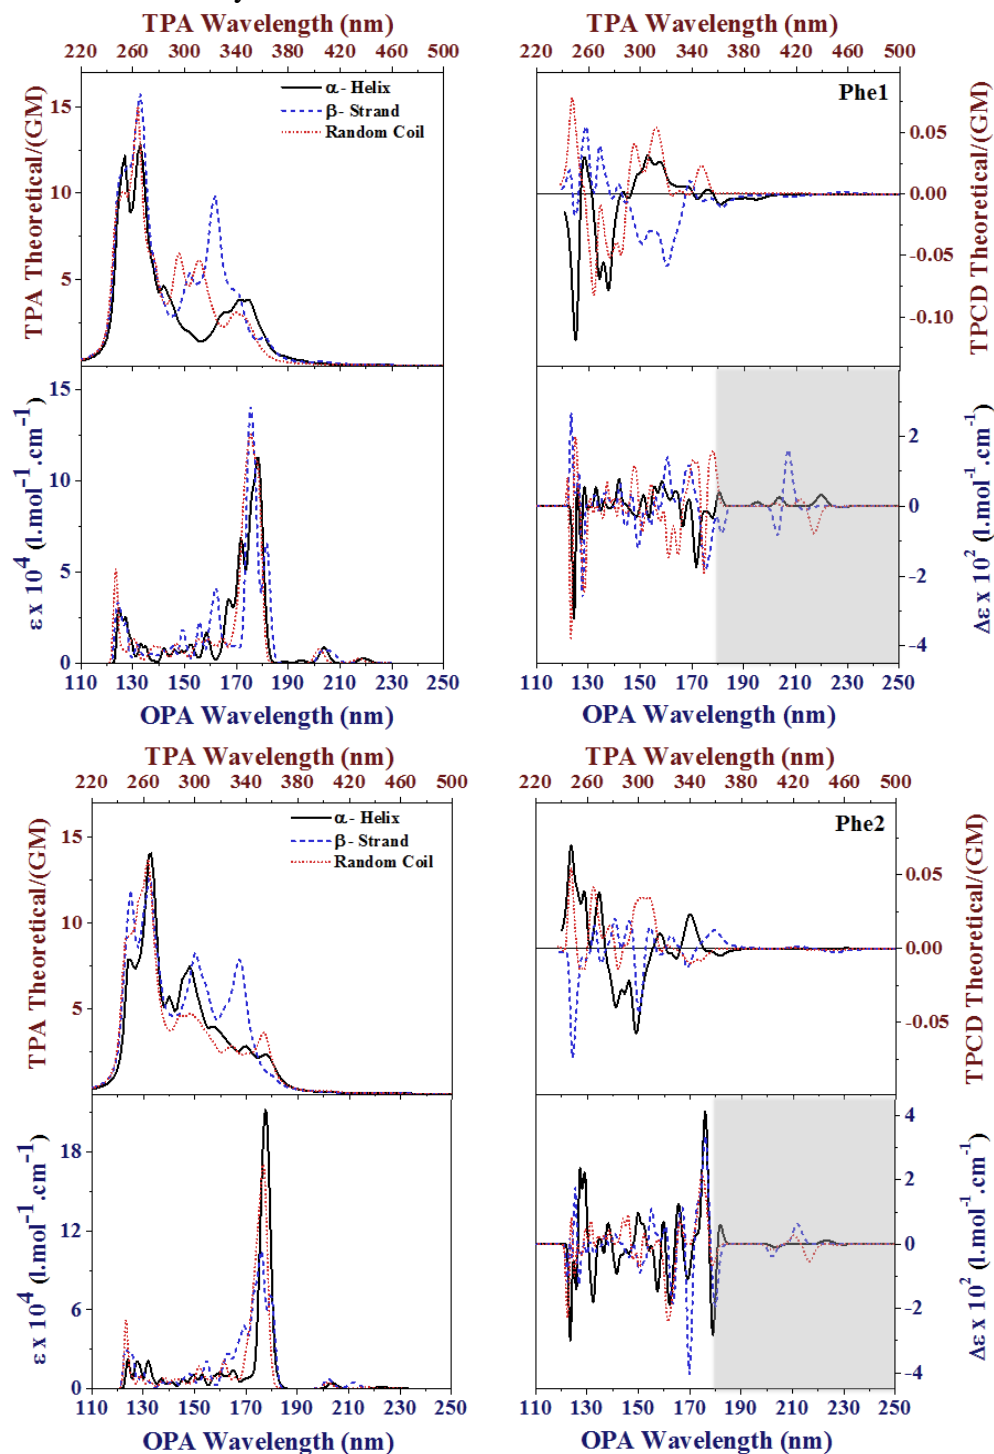 TPA Wavelength (nm)
220 260 300 340 380 420 460 500
TPA Theoretical/(GM)
15
10
5
α - Helix
β- Strand
Random Coil
ε x 10^4 (l.mol^-1.cm^-1)
15
10
5
0
110 130 150 170 190 210 230 250
OPA Wavelength (nm)
TPA Wavelength (nm)
220 260 300 340 380 420 460 500
Phe1
0.05
0.00
-0.05
-0.10
TPCD Theoretical/(GM)
2
0
-2
-4
Δε x 10^2 (l.mol^-1.cm^-1)
110 130 150 170 190 210 230 250
OPA Wavelength (nm)
TPA Wavelength (nm)
220 260 300 340 380 420 460 500
TPA Theoretical/(GM)
15
10
5
α - Helix
β- Strand
Random Coil
ε x 10^4 (l.mol^-1.cm^-1)
18
12
6
0
110 130 150 170 190 210 230 250
OPA Wavelength (nm)
TPA Wavelength (nm)
220 260 300 340 380 420 460 500
Phe2
0.05
0.00
-0.05
TPCD Theoretical/(GM)
4
2
0
-2
-4
Δε x 10^2 (l.mol^-1.cm^-1)
110 130 150 170 190 210 230 250
OPA Wavelength (nm)